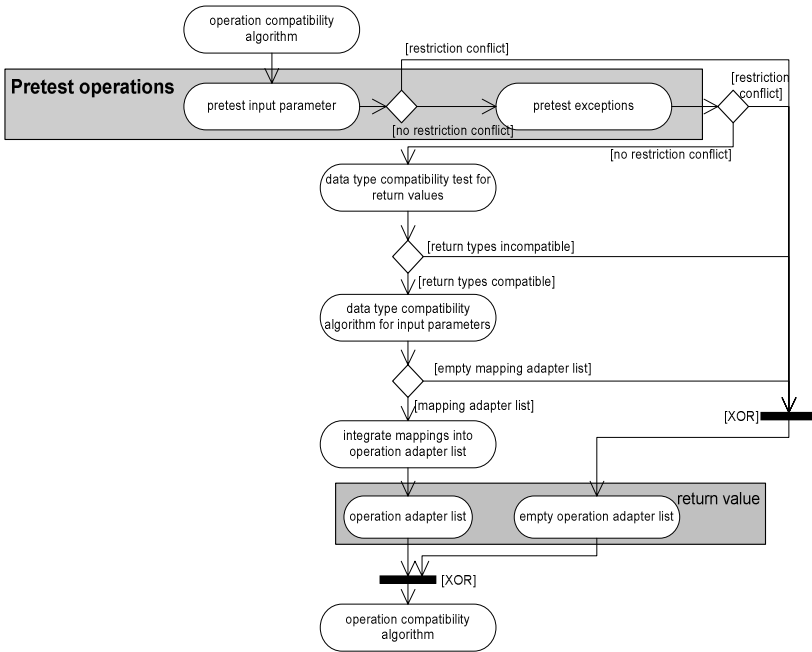 operation compatibility
algorithm
[restriction conflict]
Pretest operations
pretest input parameter
pretest exceptions
[restriction
conflict]
[no restriction conflict]
[no restriction conflict]
data type compatibility test for
return values
[return types incompatible]
[return types compatible]
data type compatibility
algorithm for input parameters
[empty mapping adapter list]
[mapping adapter list]
[XOR]
integrate mappings into
operation adapter list
return value
operation adapter list
empty operation adapter list
[XOR]
operation compatibility
algorithm